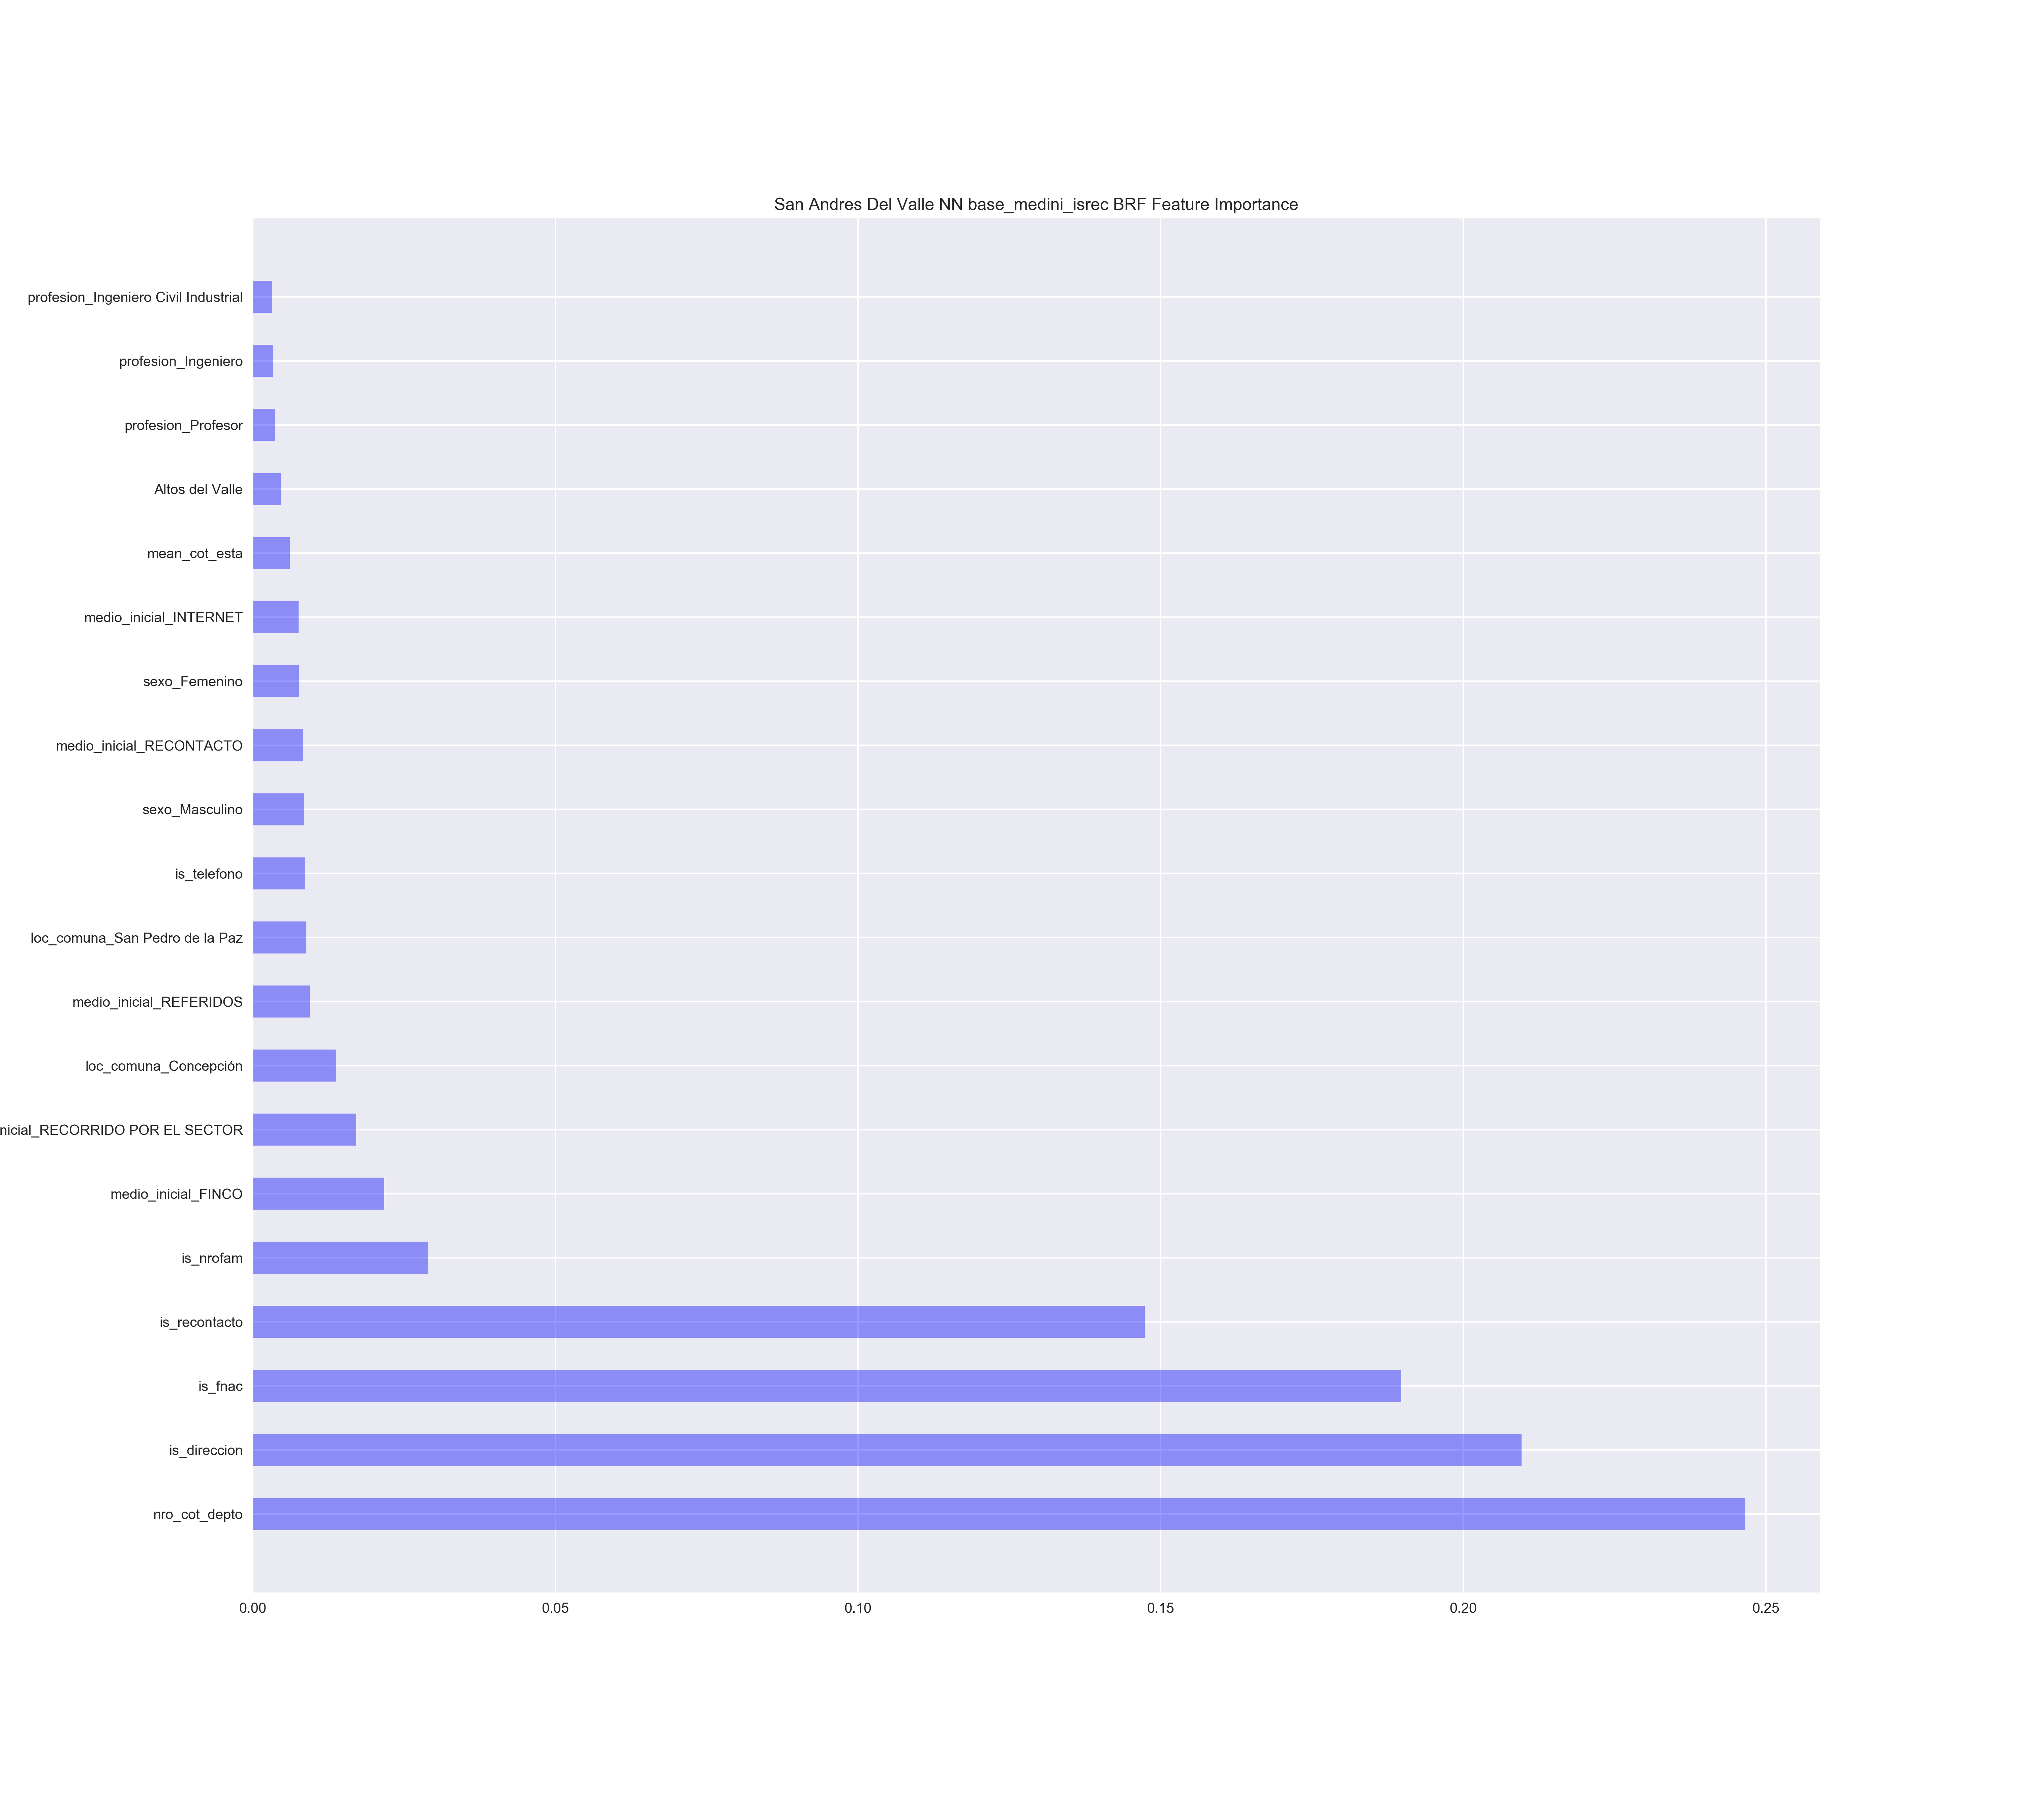 San Andres Del Valle NN base_medini_isrec BRF Feature Importance
profesion_Ingeniero Civil Industrial
profesion_Ingeniero
profesion_Profesor
Altos del Valle
mean_cot_esta
medio_inicial_INTERNET
sexo_Femenino
medio_inicial_RECONTACTO
sexo_Masculino
is_telefono
loc_comuna_San Pedro de la Paz
medio_inicial_REFERIDOS
loc_comuna_Concepción
nicial_RECORRIDO POR EL SECTOR
medio_inicial_FINCO
is_nrofam
is_recontacto
is_fnac
is_direccion
nro_cot_depto
0.00 0.05 0.10 0.15 0.20 0.25